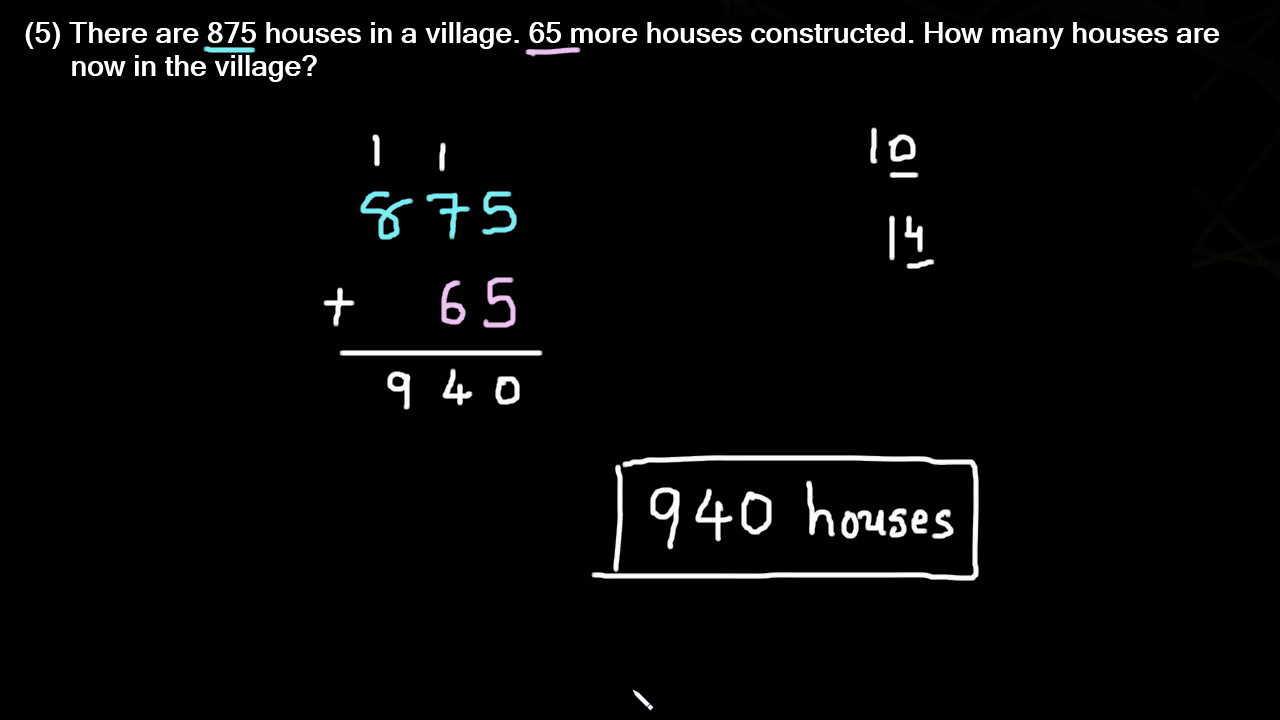 (5) There are 875 houses in a village. 65 more houses constructed. How many houses are
now in the village?
1 1
875
+ 65
940
10
14
940 houses